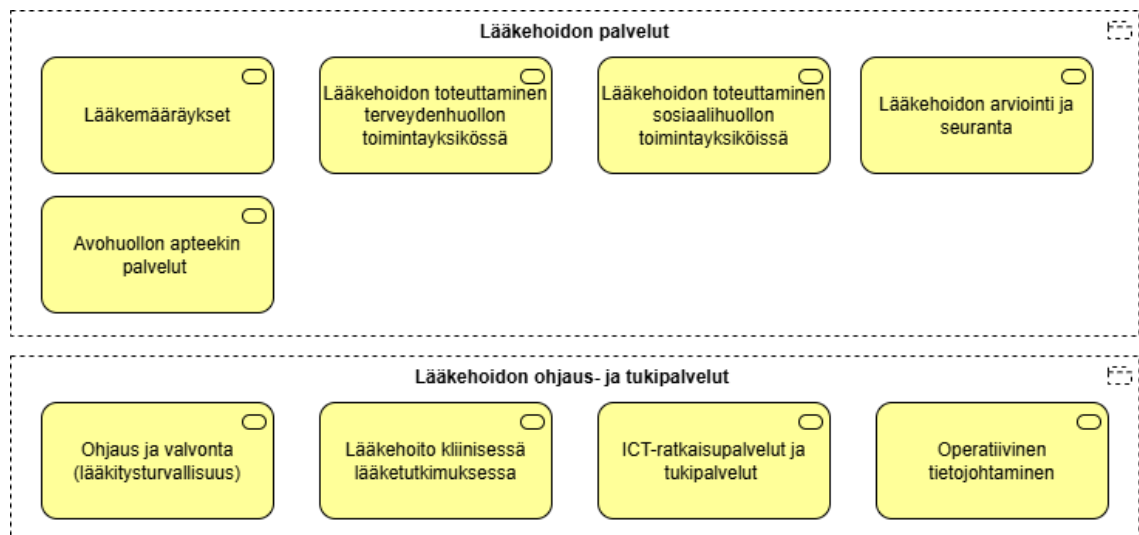 Lääkehoidon palvelut
Lääkemääräykset
Lääkehoidon toteuttaminen
terveydenhuollon
toimintayksikössä
Lääkehoidon toteuttaminen
sosiaalihuollon
toimintayksiköissä
Lääkehoidon arviointi ja
seuranta
Avohuollon apteekin
palvelut
Lääkehoidon ohjaus- ja tukipalvelut
Ohjaus ja valvonta
(lääkitysturvallisuus)
Lääkehoito kliinisessä
lääketutkimuksessa
ICT-ratkaisupalvelut ja
tukipalvelut
Operatiivinen
tietojohtaminen